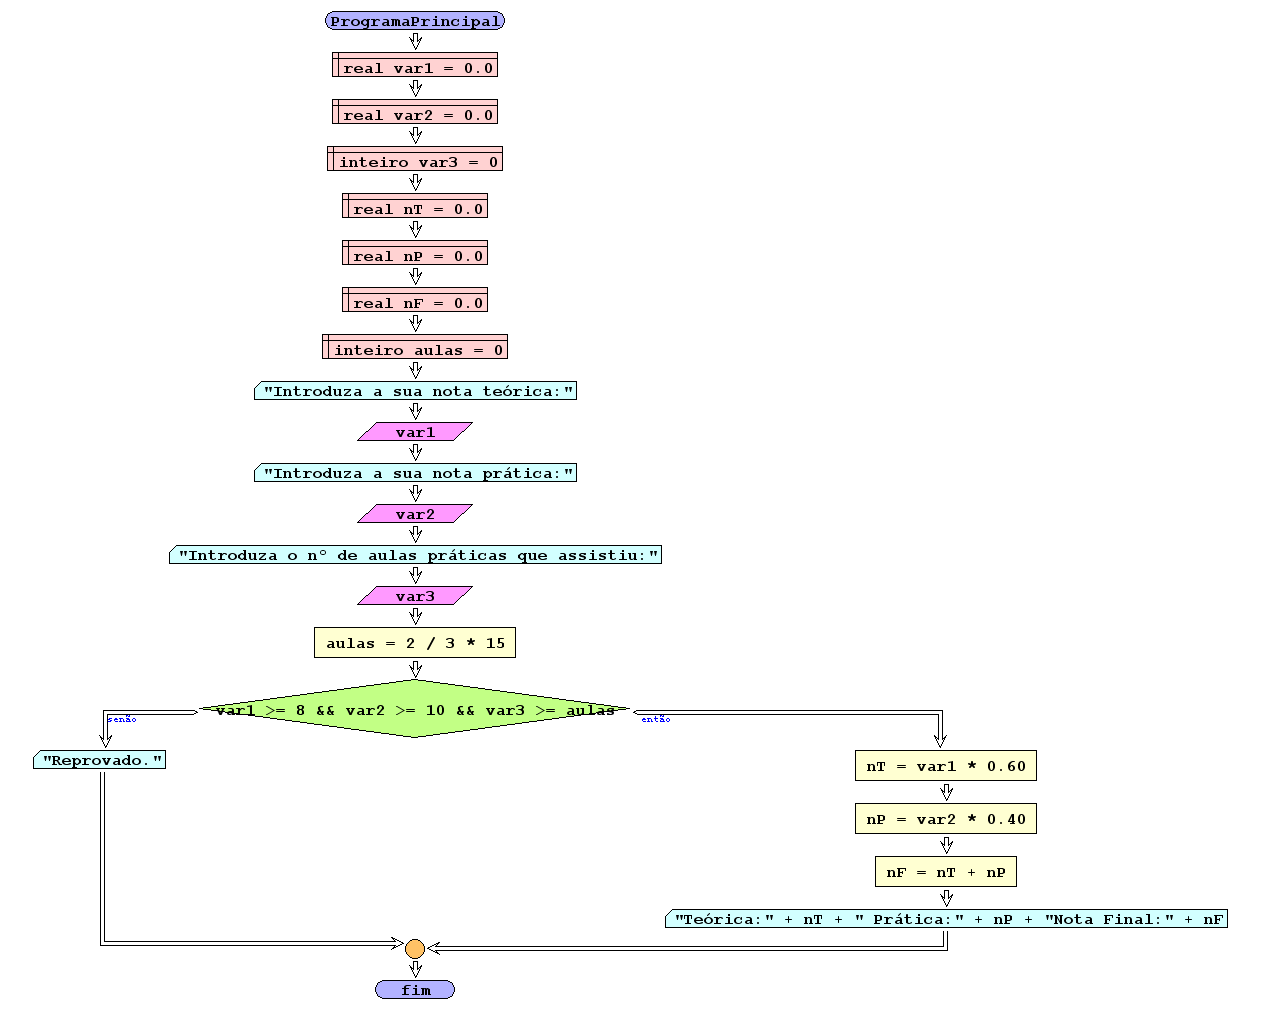 ProgramaPrincipal
real var1 = 0.0
real var2 = 0.0
inteiro var3 = 0
real nT = 0.0
real nP = 0.0
real nF = 0.0
inteiro aulas = 0
"Introduza a sua nota teórica:"
var1
"Introduza a sua nota prática:"
var2
"Introduza o nº de aulas práticas que assistiu:"
var3
aulas = 2 / 3 * 15
var1 >= 8 && var2 >= 10 && var3 >= aulas
senão
então
"Reprovado."
nT = var1 * 0.60
nP = var2 * 0.40
nF = nT + nP
"Teórica:" + nT + " Prática:" + nP + "Nota Final:" + nF
fim